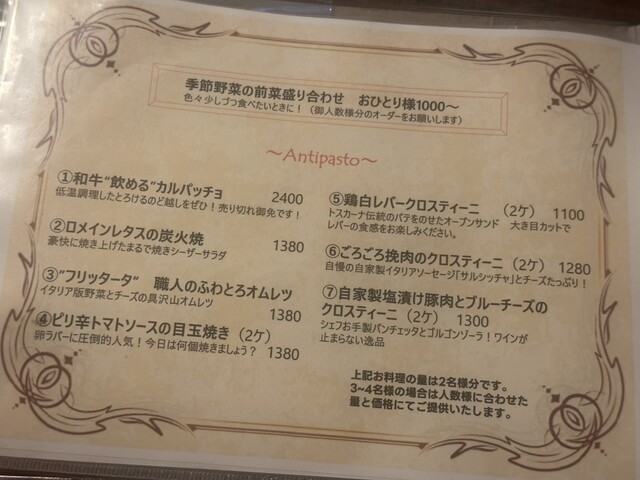 季節野菜の前菜盛り合わせ　おひとり様1000～
色々少しづつ食べたいときに！（御人数様分のオーダーをお願いします）
～Antipasto～
①和牛“飲める”カルパッチョ
低温調理したとろけるのど越しをぜひ！売り切れ御免です！ 2400
②ロメインレタスの炭火焼
豪快に焼き上げたまるで焼きシーザーサラダ 1380
③”フリッタータ“　職人のふわとろオムレツ
イタリア版野菜とチーズの具沢山オムレツ
1380
④ピリ辛トマトソースの目玉焼き（2ケ）
卵ラバーに圧倒的人気！今日は何個焼きましょう？ 1380
⑤鶏白レバークロスティーニ　（2ケ） 1100
トスカーナ伝統のパテをのせたオープンサンド　大き目カットで
レバーの食感をお楽しみください。
⑥ごろごろ挽肉のクロスティーニ（2ケ） 1280
自慢の自家製イタリアソーセージ「サルシッチャ」とチーズたっぷり！
⑦自家製塩漬け豚肉とブルーチーズの
クロスティーニ（2ケ） 1300
シェフお手製パンチェッタとゴルゴンゾーラ！ワインが
止まらない逸品
上記お料理の量は2名様分です。
3~4名様の場合は人数様に合わせた
量と価格にてご提供いたします。